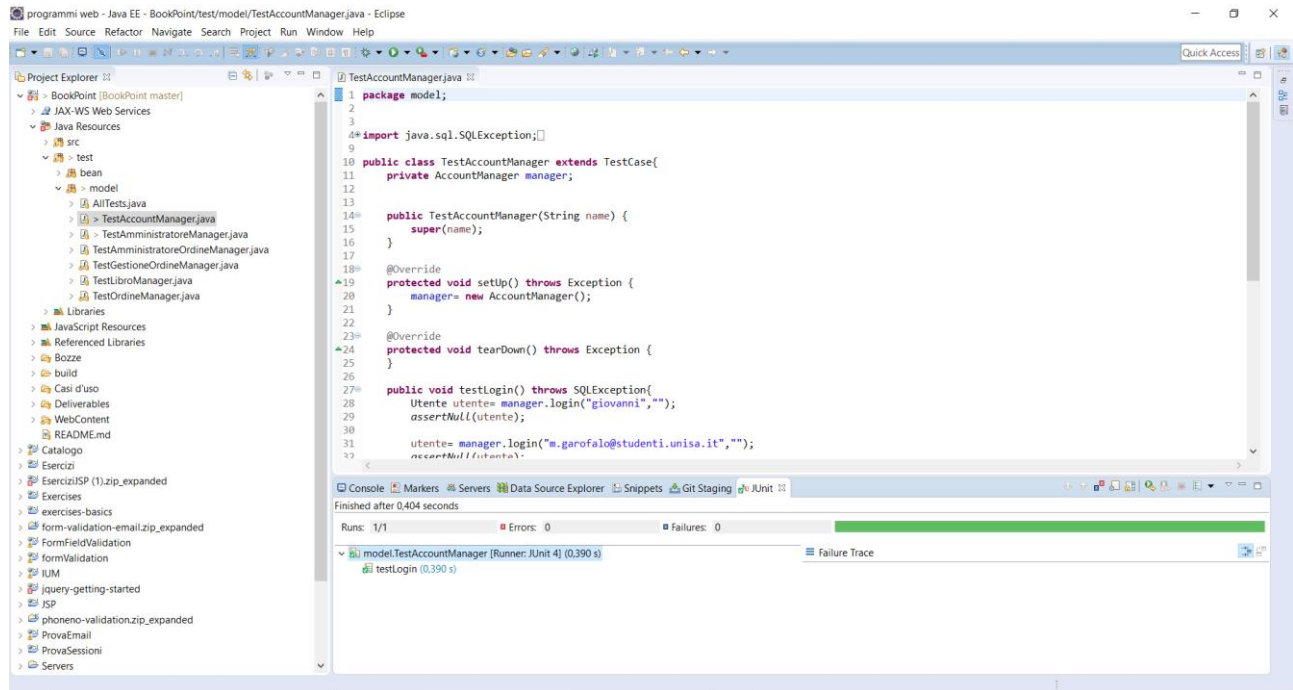 programmi web - Java EE - BookPoint/test/model/TestAccountManager.java - Eclipse
File Edit Source Refactor Navigate Search Project Run Window Help
Quick Access
Project Explorer
BookPoint [BookPoint master]
JAX-WS Web Services
Java Resources
src
test
bean
model
AllTests.java
TestAccountManager.java
TestAmministratoreManager.java
TestAmministratoreOrdineManager.java
TestGestioneOrdineManager.java
TestLibroManager.java
TestOrdineManager.java
Libraries
JavaScript Resources
Referenced Libraries
Bozze
build
Casi d'uso
Deliverables
WebContent
README.md
Catalogo
Esercizi
EserciziJSP (1).zip_expanded
Exercises
exercises-basics
form-validation-email.zip_expanded
FormFieldValidation
formValidation
IUM
jquery-getting-started
JSP
phoneno-validation.zip_expanded
ProvaEmail
ProvaSessioni
Servers
TestAccountManager.java
1 package model;
2
3
4 import java.sql.SQLException;
9
10 public class TestAccountManager extends TestCase{
11 private AccountManager manager;
12
13
14 public TestAccountManager(String name) {
15 super(name);
16 }
17
18 @Override
19 protected void setUp() throws Exception {
20 manager= new AccountManager();
21 }
22
23 @Override
24 protected void tearDown() throws Exception {
25 }
26
27 public void testLogin() throws SQLException{
28 Utente utente= manager.login("giovanni","");
29 assertNull(utente);
30
31 utente= manager.login("m.garofalo@studenti.unisa.it","");
32 assertNull(utente);
Console Markers Servers Data Source Explorer Snippets Git Staging JUnit
Finished after 0,404 seconds
Runs: 1/1 Errors: 0 Failures: 0
model.TestAccountManager [Runner: JUnit 4] (0,390 s)
testLogin (0,390 s)
Failure Trace